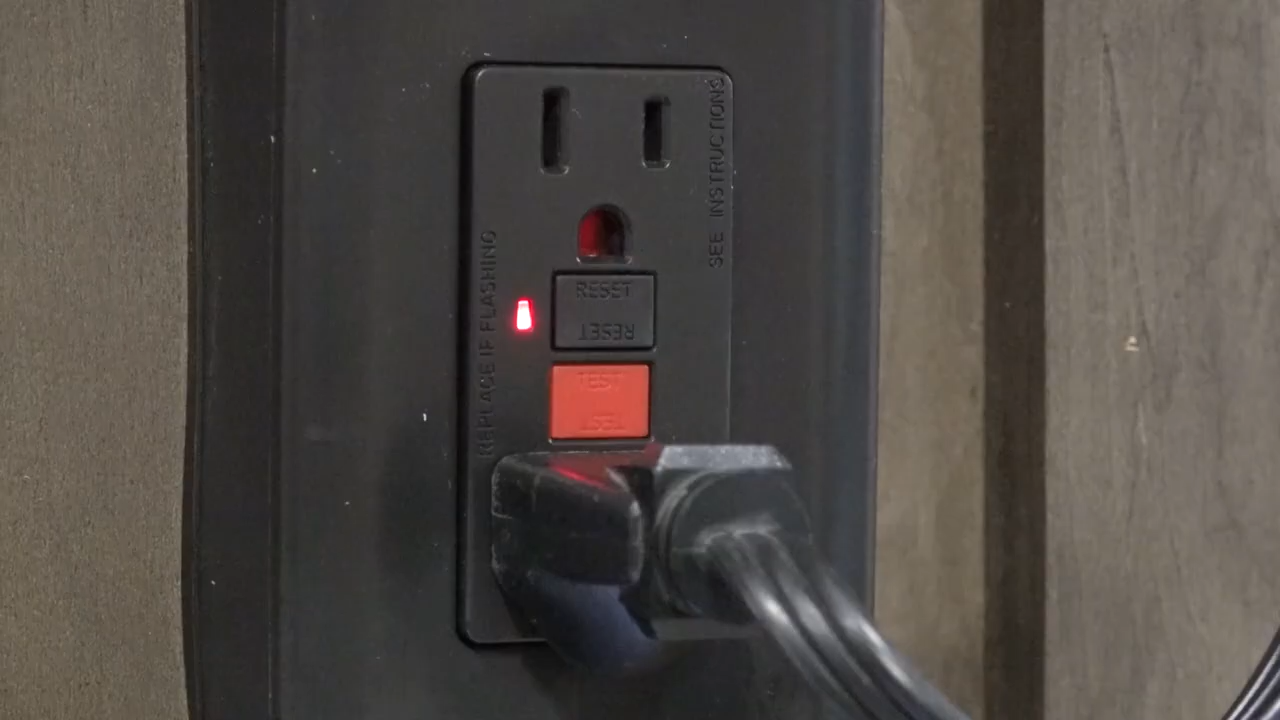 SEE INSTRUCTIONS
REPLACE IF FLASHING
RESET
RESET
TEST
TEST